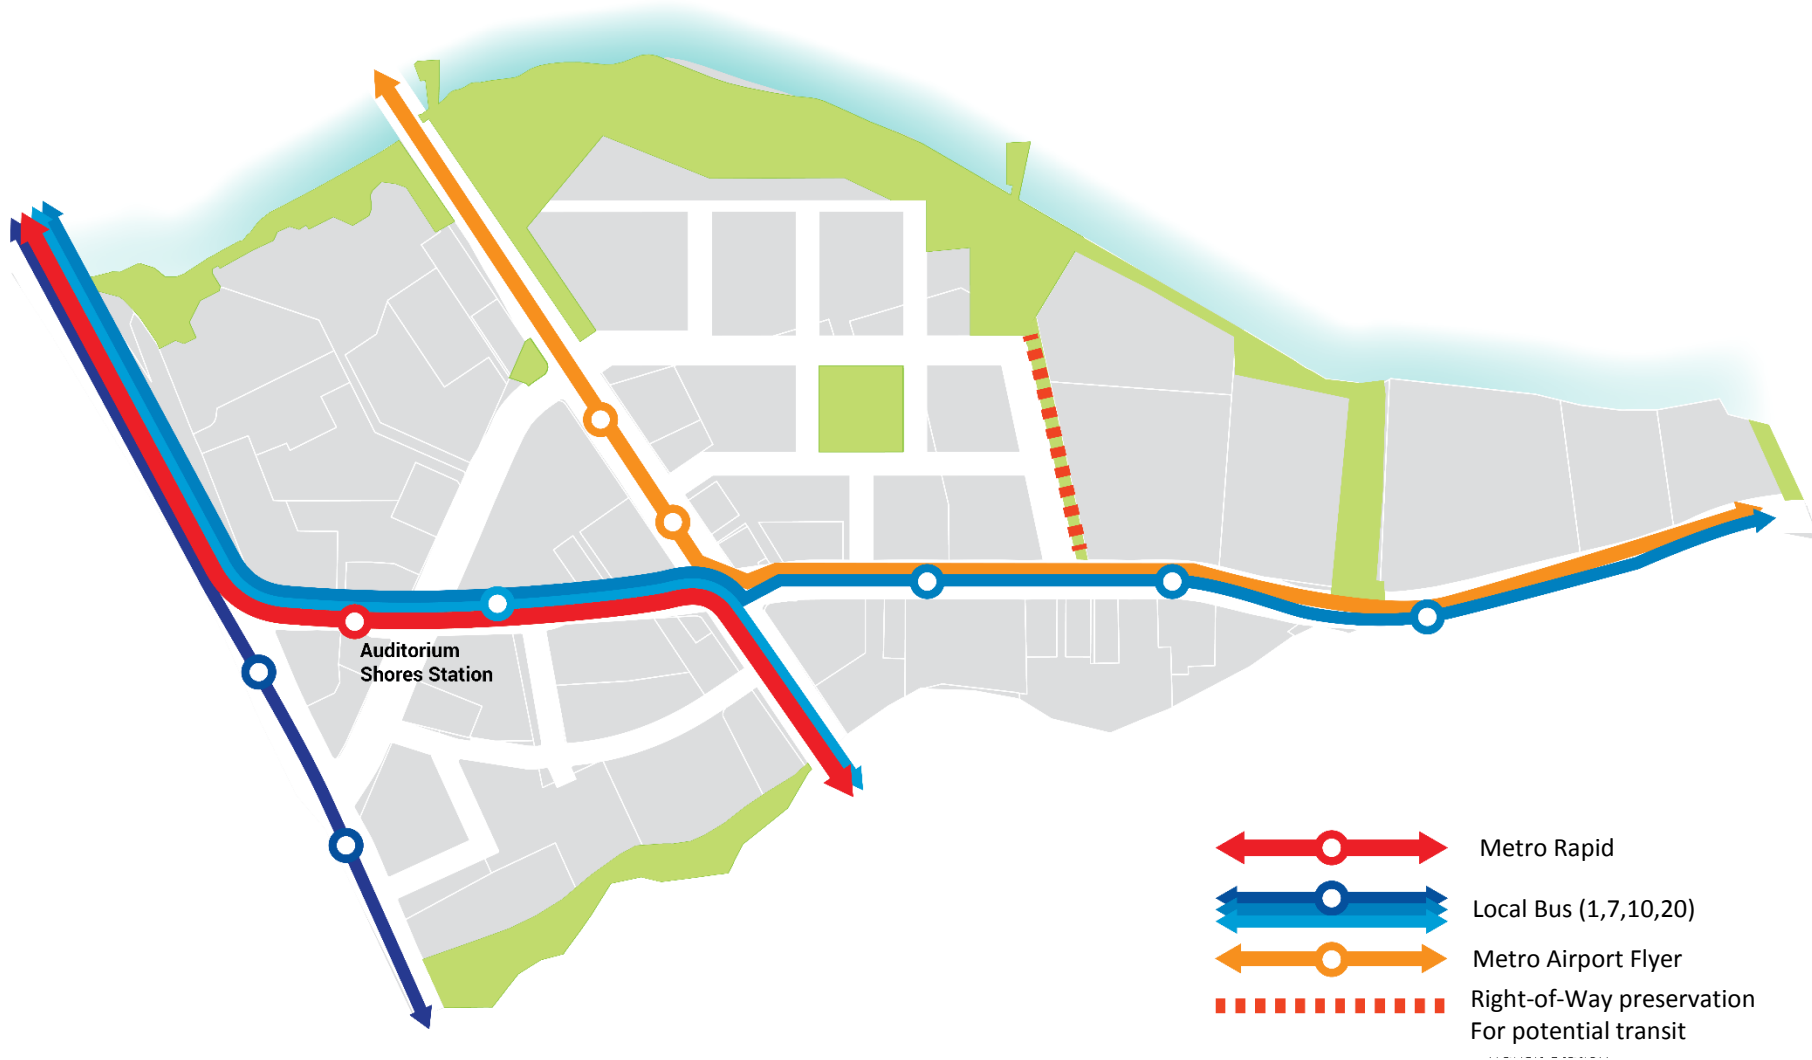 Auditorium
Shores Station
Metro Rapid
Local Bus (1,7,10,20)
Metro Airport Flyer
Right-of-Way preservation
For potential transit